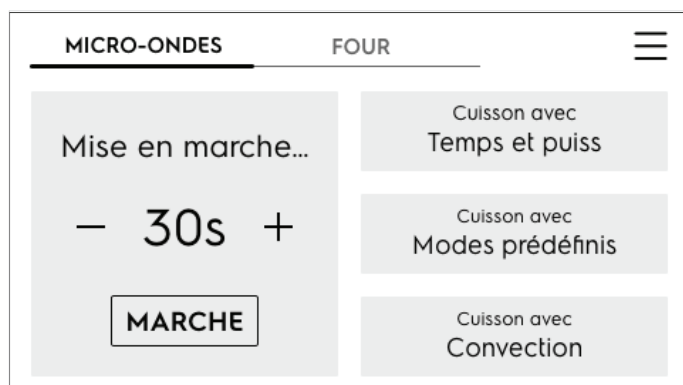 MICRO-ONDES
FOUR
Mise en marche...
− 30s +
MARCHE
Cuisson avec
Temps et puiss
Cuisson avec
Modes prédéfinis
Cuisson avec
Convection